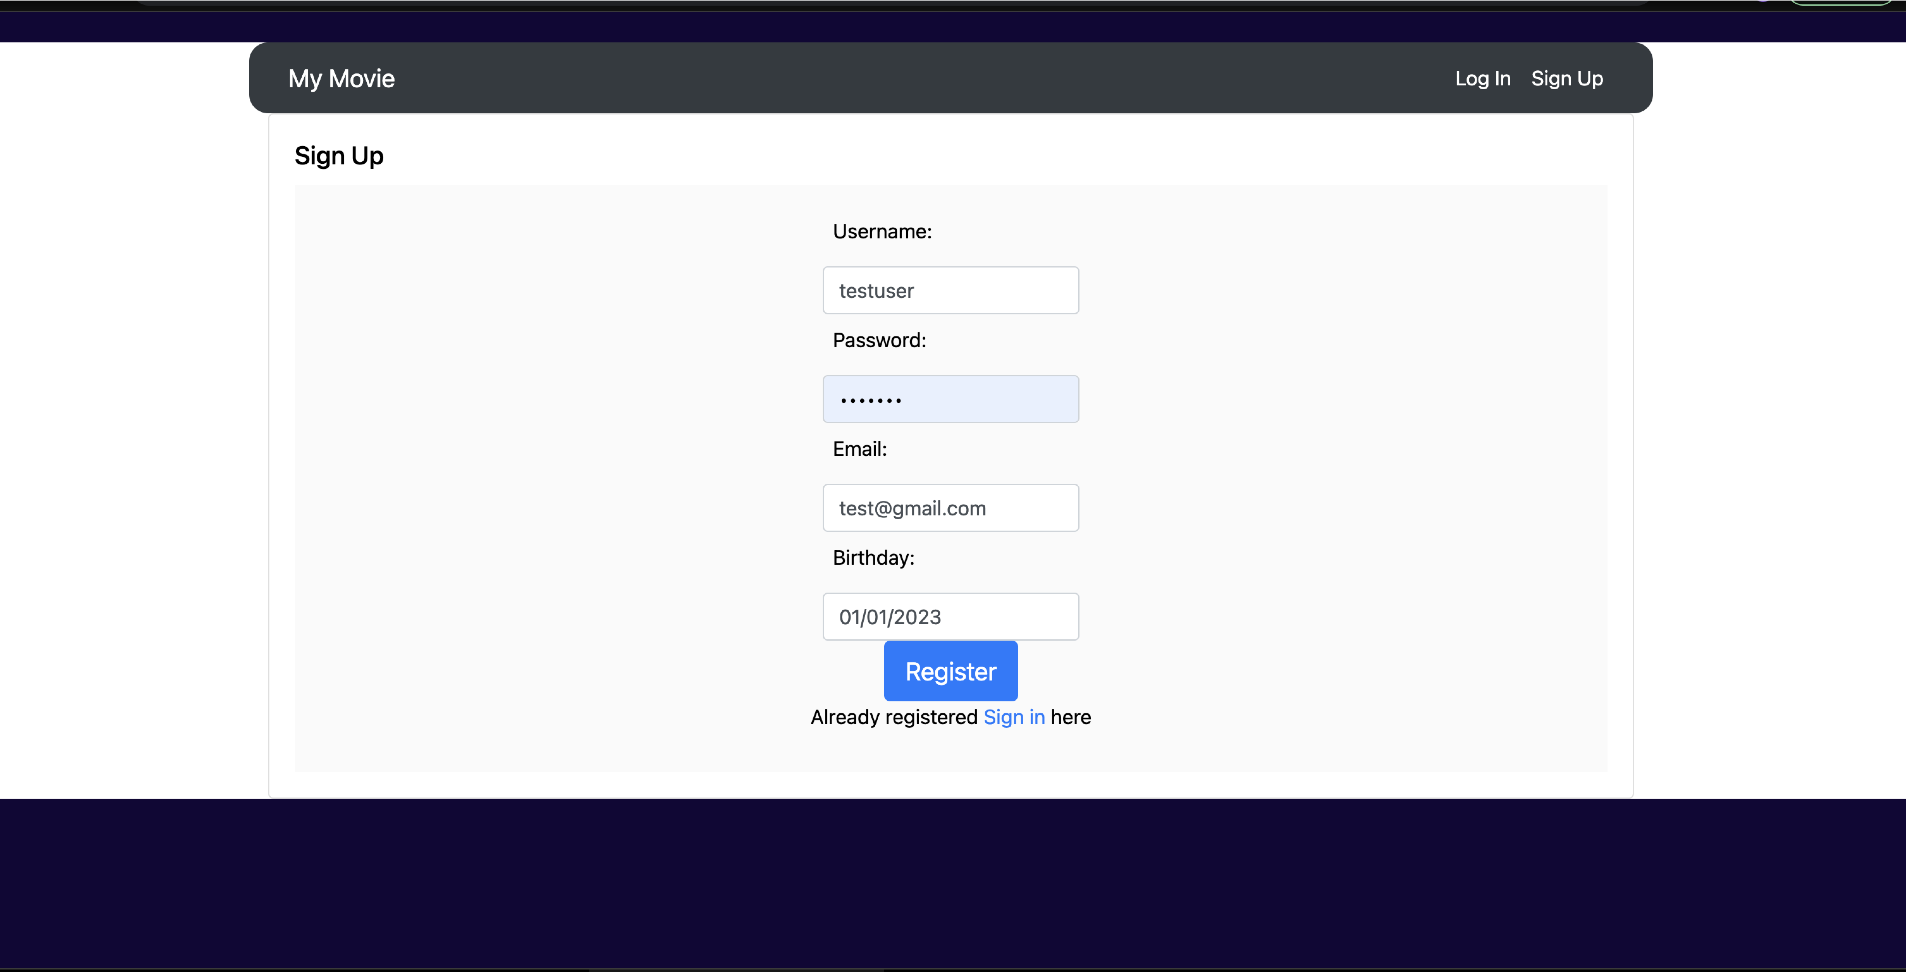 My Movie
Log In Sign Up
Sign Up
Username:
testuser
Password:
•••••••
Email:
test@gmail.com
Birthday:
01/01/2023
Register
Already registered Sign in here